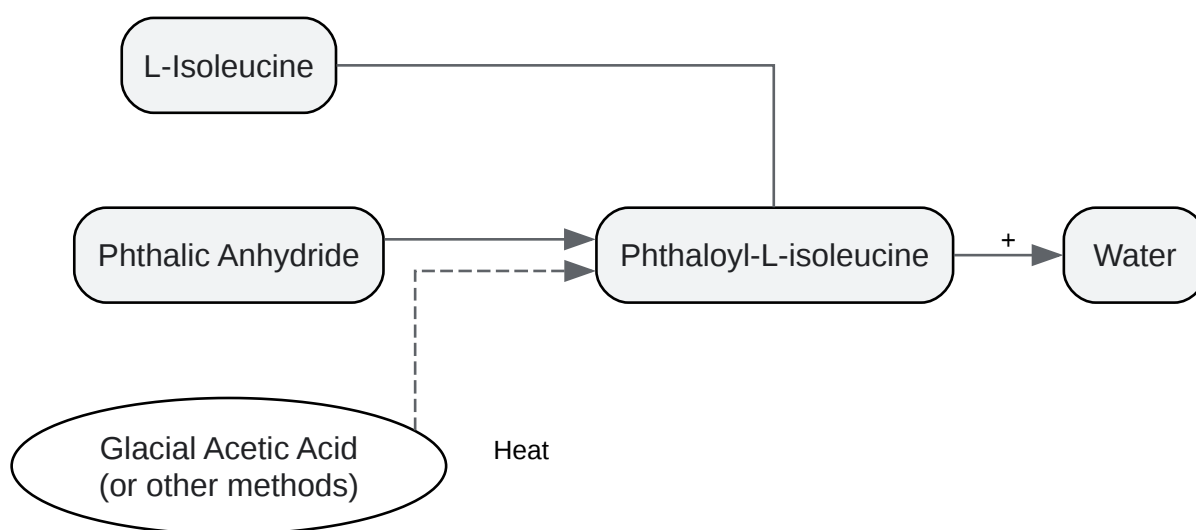 L-Isoleucine
Phthalic Anhydride
Phthaloyl-L-isoleucine
+
Water
Glacial Acetic Acid
(or other methods)
Heat